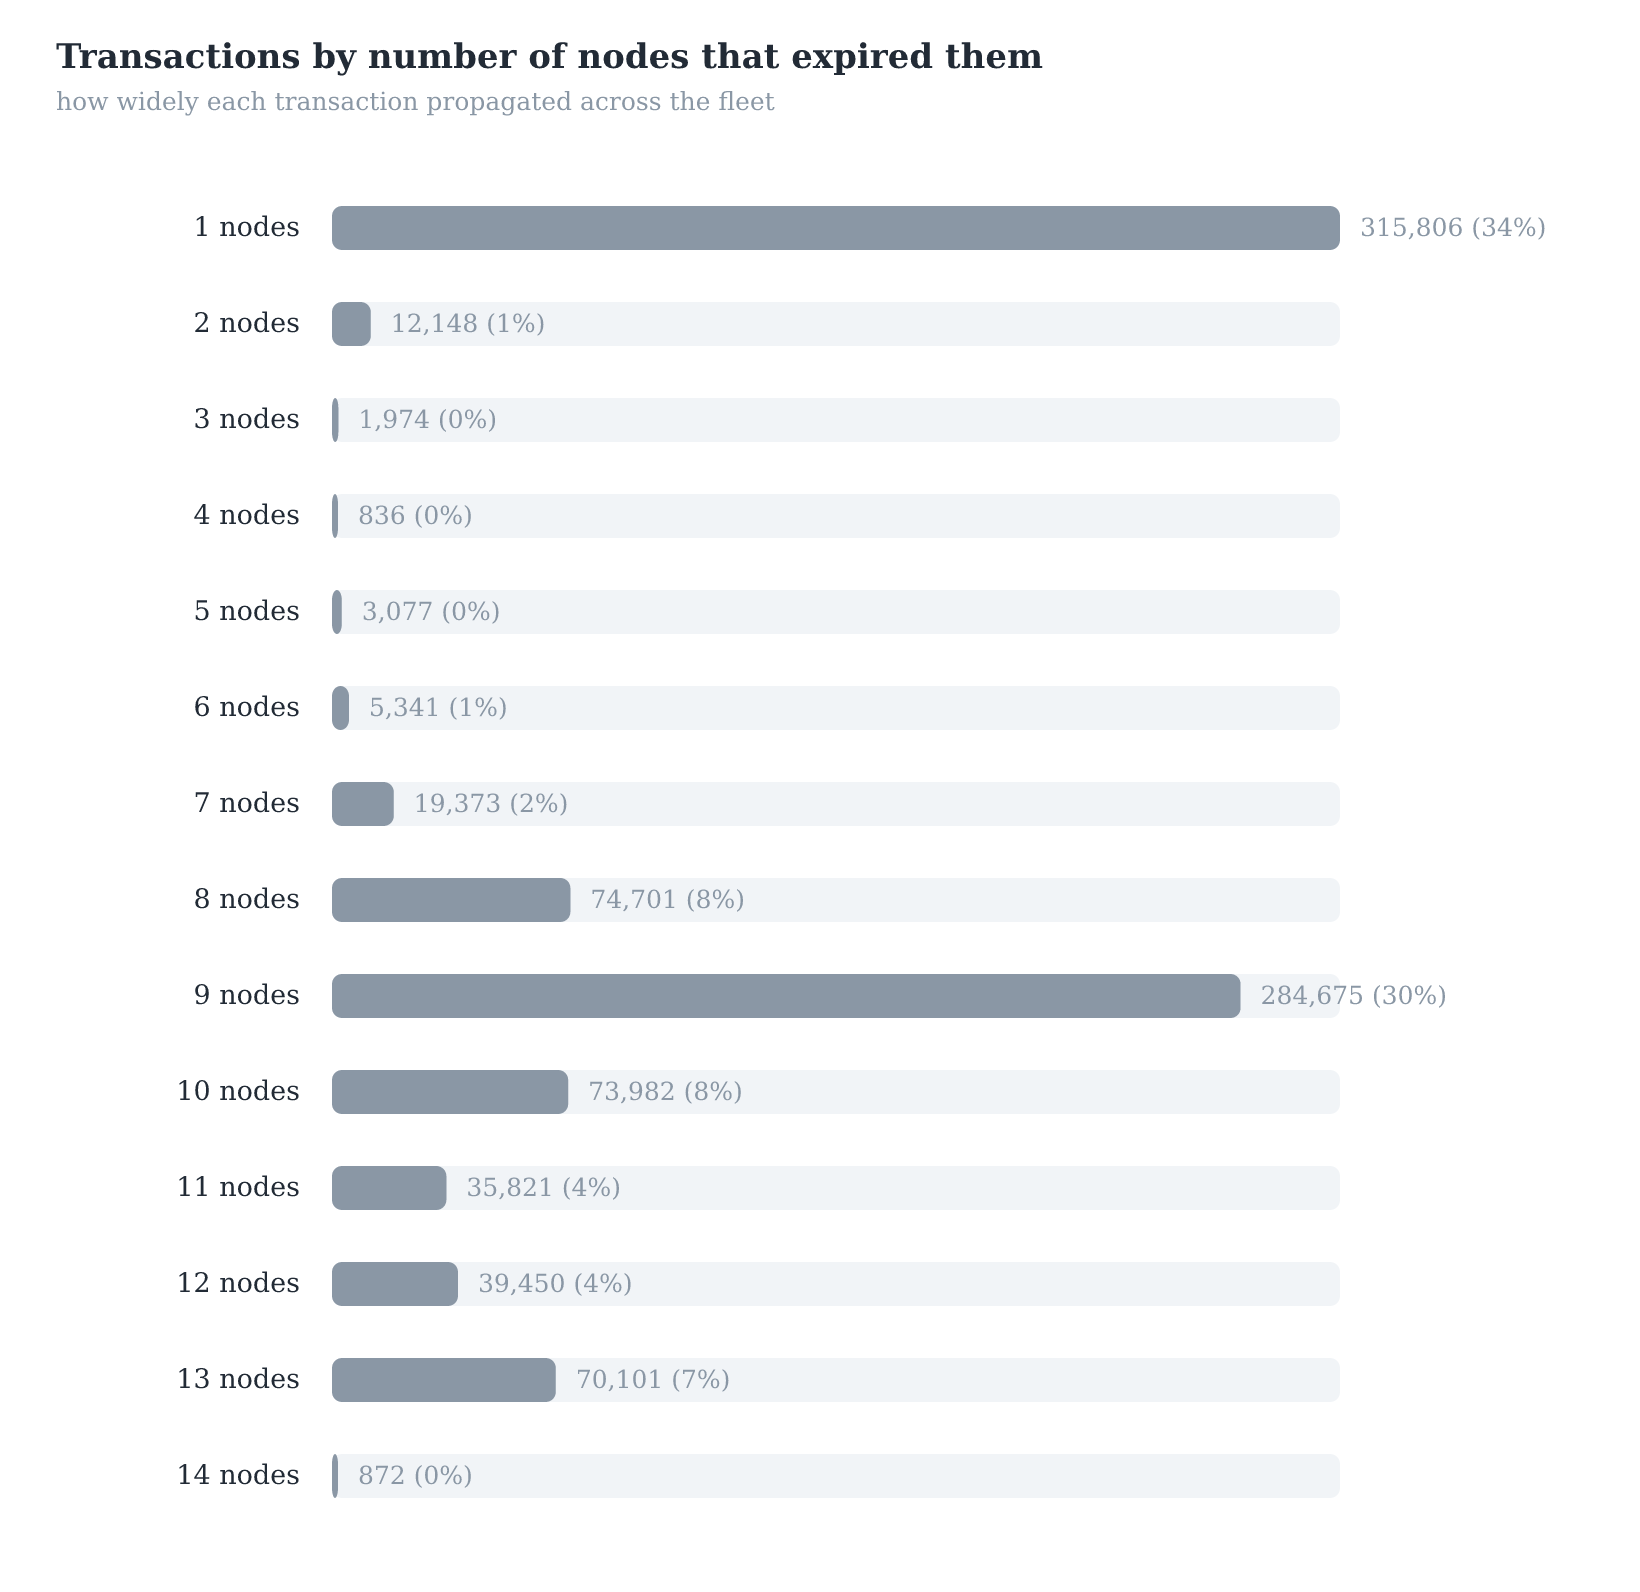 Transactions by number of nodes that expired them
how widely each transaction propagated across the fleet
1 nodes 315,806 (34%)
2 nodes 12,148 (1%)
3 nodes 1,974 (0%)
4 nodes 836 (0%)
5 nodes 3,077 (0%)
6 nodes 5,341 (1%)
7 nodes 19,373 (2%)
8 nodes 74,701 (8%)
9 nodes 284,675 (30%)
10 nodes 73,982 (8%)
11 nodes 35,821 (4%)
12 nodes 39,450 (4%)
13 nodes 70,101 (7%)
14 nodes 872 (0%)